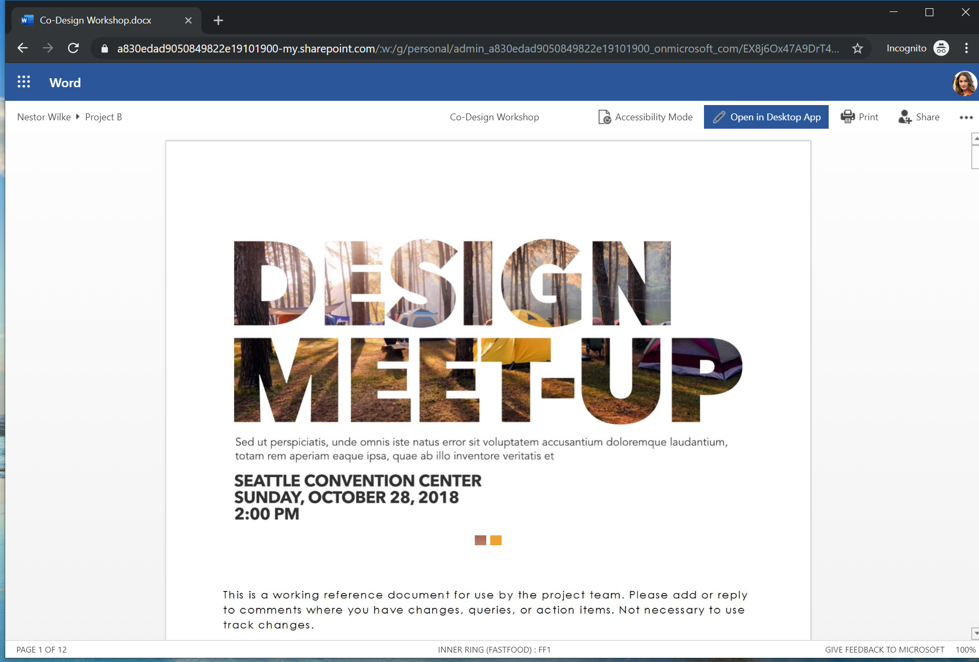 Co-Design Workshop.docx
a830edad9050849822e19101900-my.sharepoint.com/:w:/g/personal/admin_a830edad9050849822e19101900_onmicrosoft_com/EX8j6Ox47A9DrT4...
Incognito
Word
Nestor Wilke Project B
Co-Design Workshop
Accessibility Mode
Open in Desktop App
Print
Share
DESIGN
MEET-UP
Sed ut perspiciatis, unde omnis iste natus error sit voluptatem accusantium doloremque laudantium,
totam rem aperiam eaque ipsa, quae ab illo inventore veritatis et
SEATTLE CONVENTION CENTER
SUNDAY, OCTOBER 28, 2018
2:00 PM
This is a working reference document for use by the project team. Please add or reply
to comments where you have changes, queries, or action items. Not necessary to use
track changes.
PAGE 1 OF 12
INNER RING (FASTFOOD) : FF1
GIVE FEEDBACK TO MICROSOFT
100%